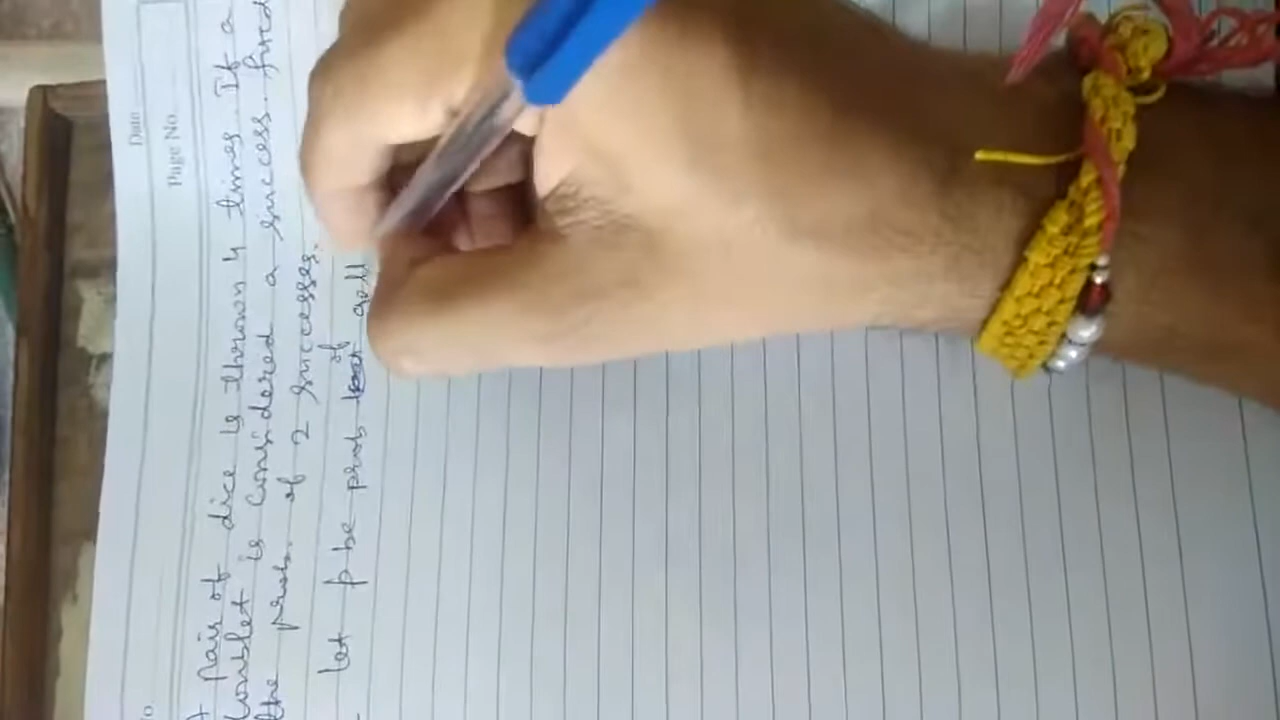 Date
Page No.
A Pair of dice is thrown 4 times. If a
doublet is Considered a success. find
the prob. of 2 successes.
let p be prob of gett